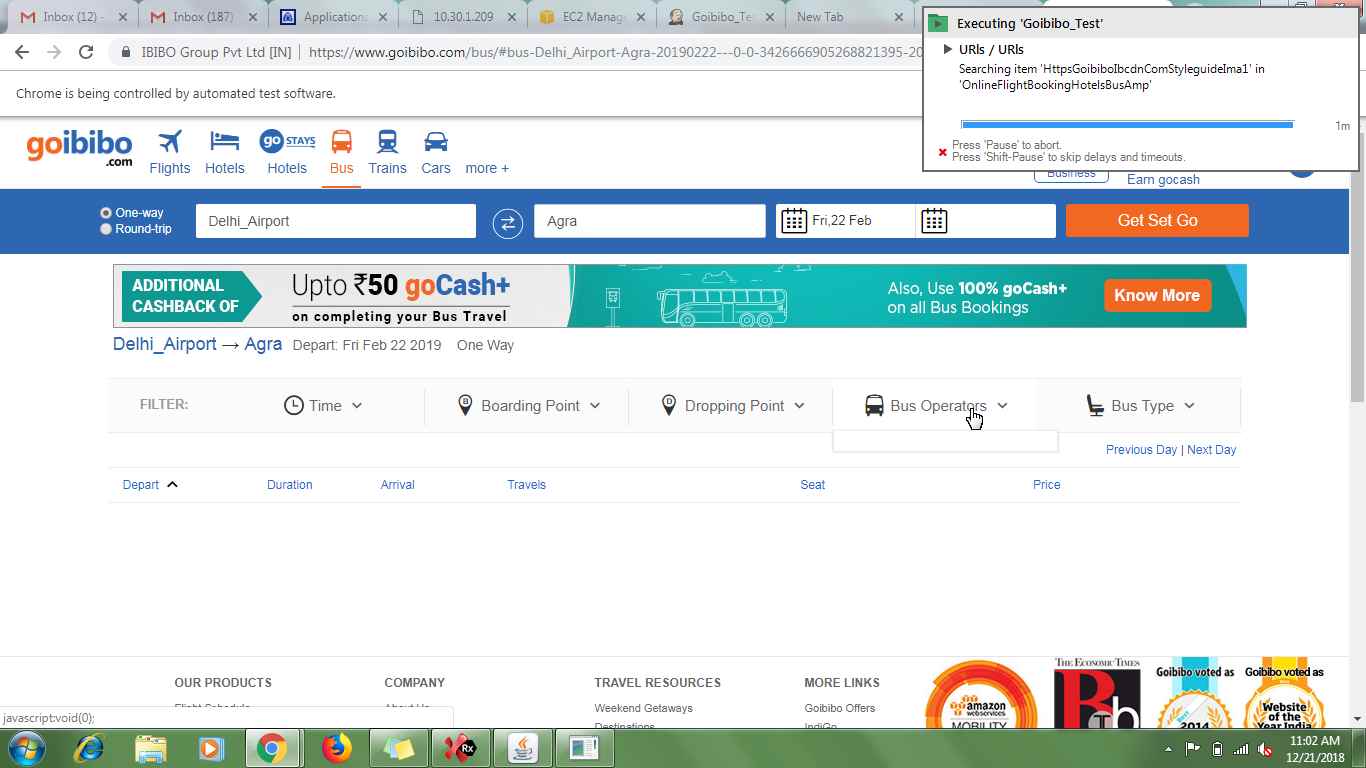 Inbox (12) -
Inbox (187)
Applications
10.30.1.209
EC2 Manage
Goibibo_Te
New Tab
IBIBO Group Pvt Ltd [IN]
https://www.goibibo.com/bus/#bus-Delhi_Airport-Agra-20190222---0-0-3426666905268821395-20
Chrome is being controlled by automated test software.
Executing 'Goibibo_Test'
URls / URls
Searching item 'HttpsGoibiboIbcdnComStyleguideIma1' in
'OnlineFlightBookingHotelsBusAmp'
1m
Press 'Pause' to abort.
Press 'Shift-Pause' to skip delays and timeouts.
goibibo
.com
go STAYS
Flights
Hotels
Hotels
Bus
Trains
Cars
more +
Business
Earn gocash
One-way
Round-trip
Delhi_Airport
Agra
Fri,22 Feb
Get Set Go
ADDITIONAL
CASHBACK OF
Upto ₹50 goCash+
on completing your Bus Travel
Also, Use 100% goCash+
on all Bus Bookings
Know More
Delhi_Airport → Agra Depart: Fri Feb 22 2019 One Way
FILTER:
Time
B
Boarding Point
D
Dropping Point
Bus Operators
Bus Type
Previous Day | Next Day
Depart
Duration
Arrival
Travels
Seat
Price
OUR PRODUCTS
COMPANY
TRAVEL RESOURCES
MORE LINKS
Flight Schedule
About Us
Weekend Getaways
Goibibo Offers
Destinations
IndiGo
amazon
webservices
MOBILITY
THE ECONOMIC TIMES
Goibibo voted as
2014
Goibibo voted as
Website
of the
Year India
javascript:void(0);
Rx
11:02 AM
12/21/2018